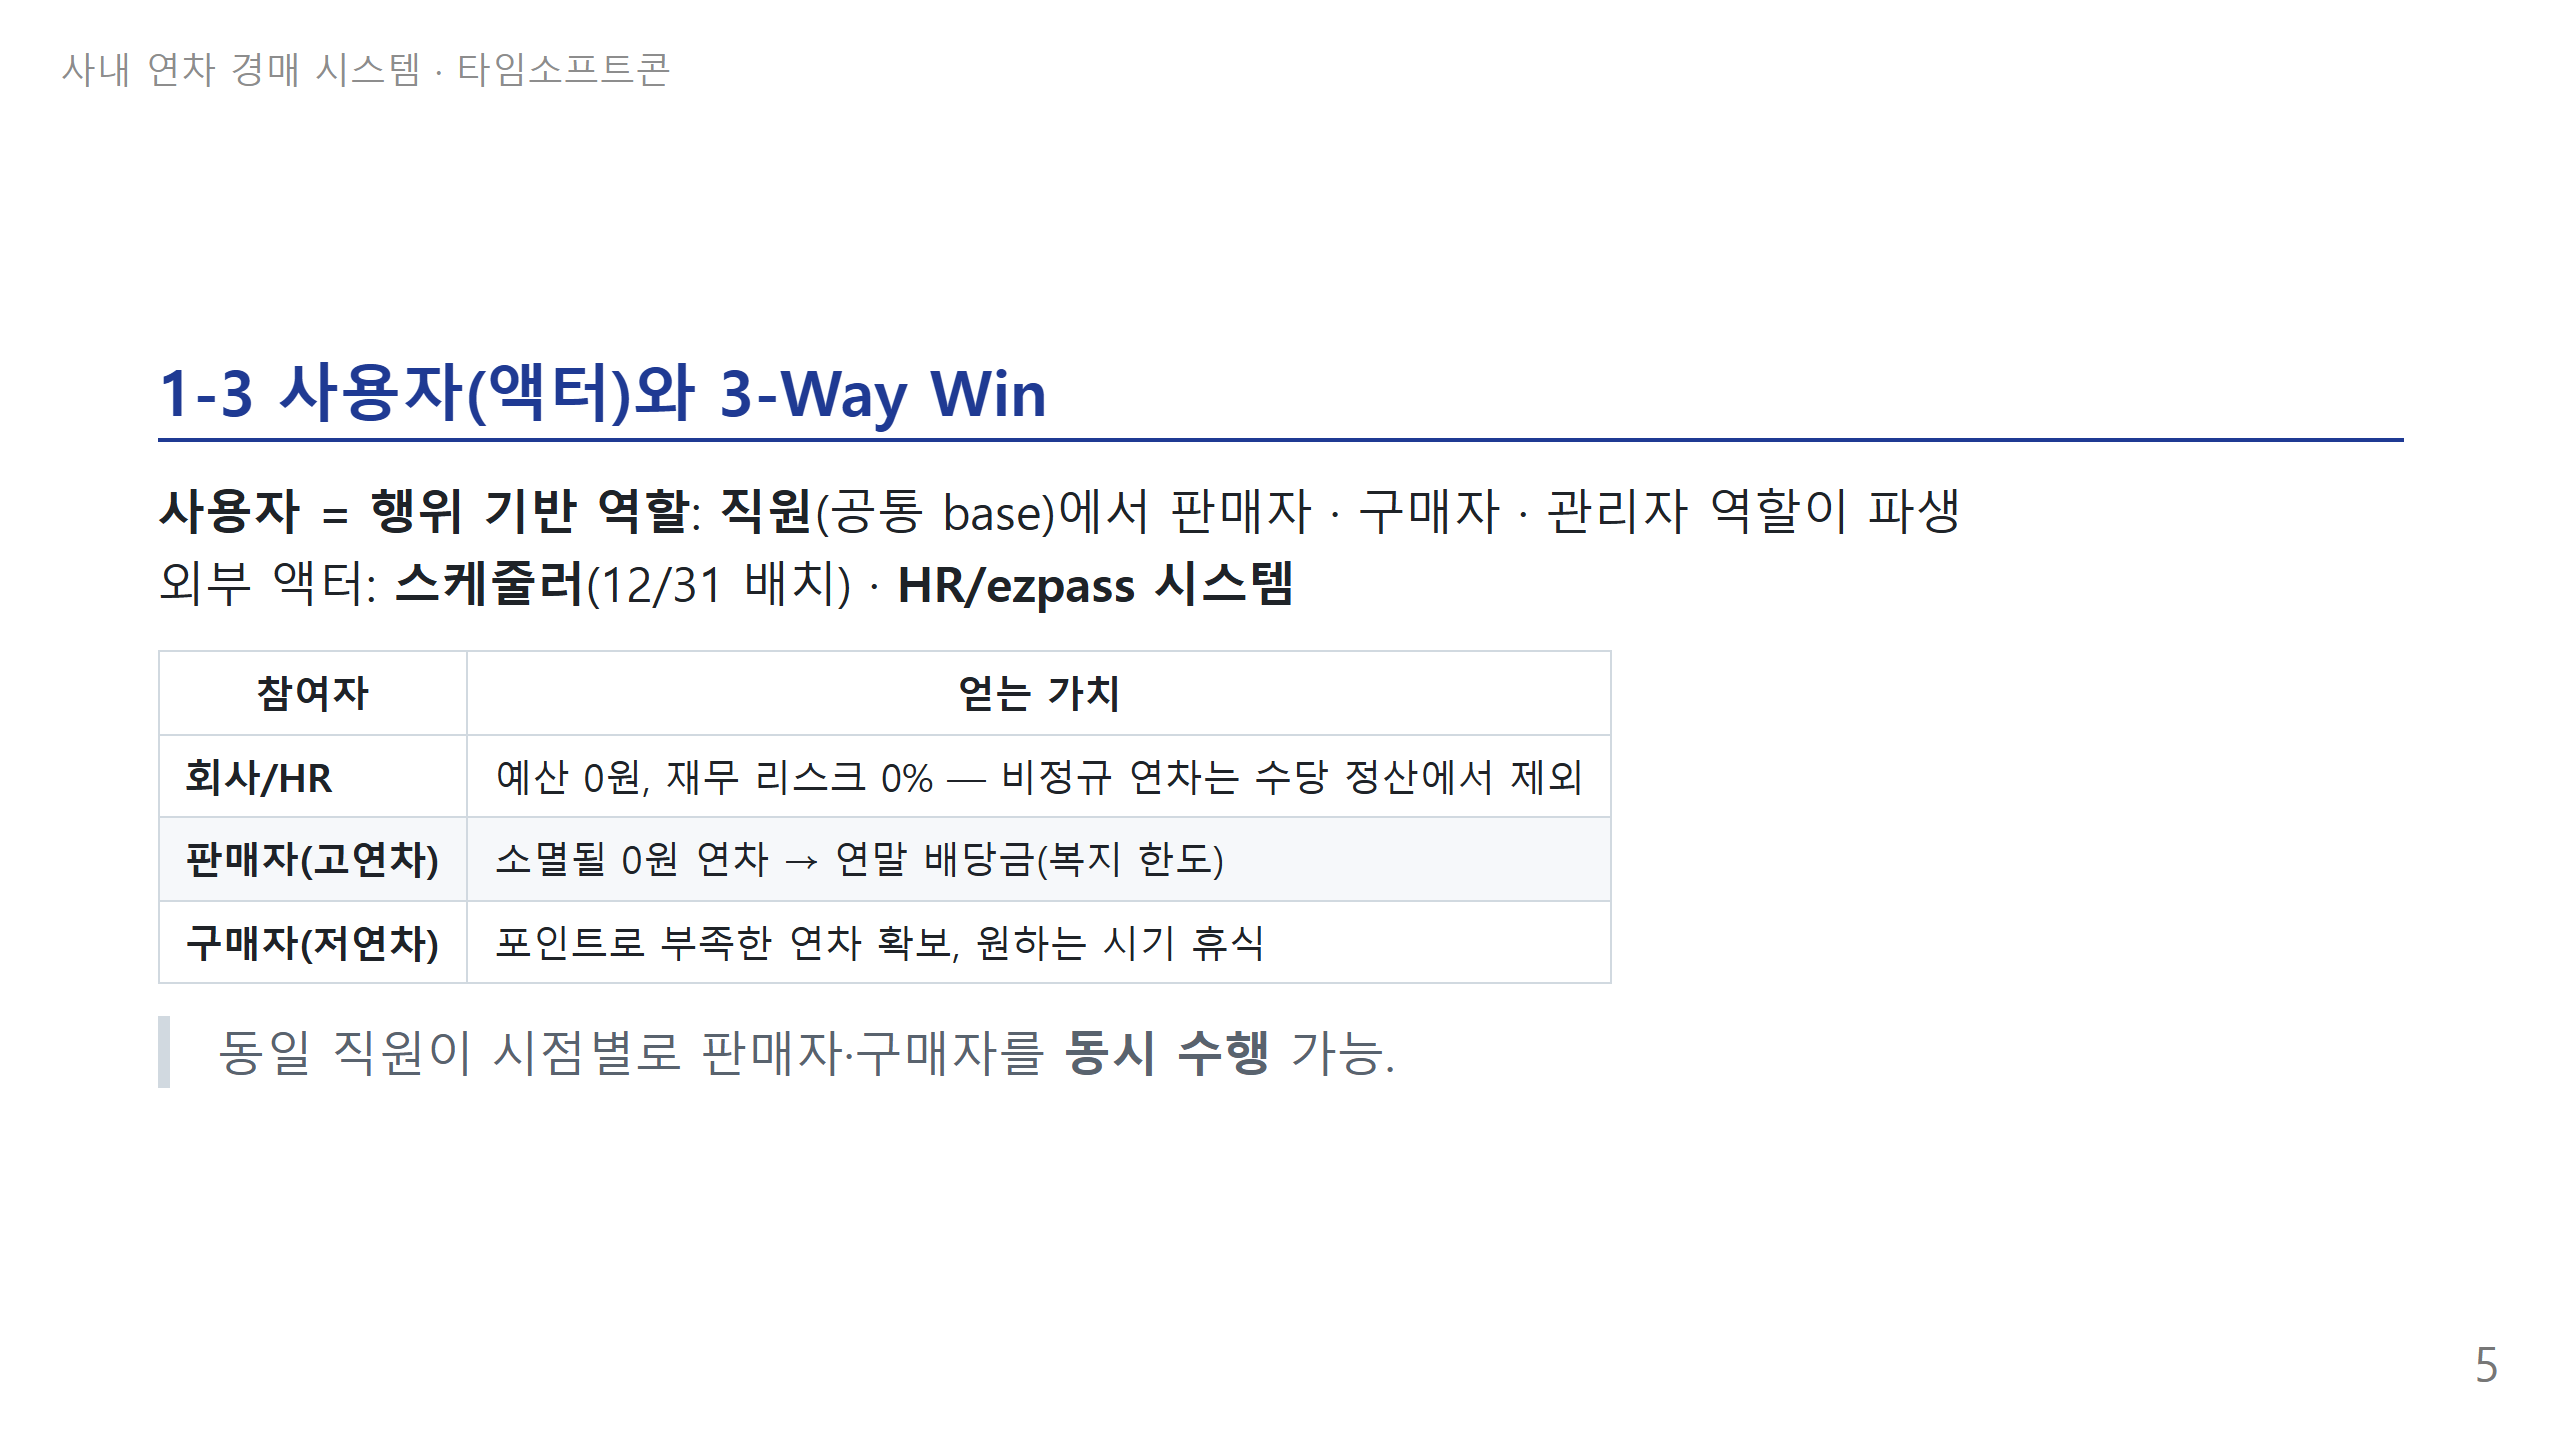 사내 연차 경매 시스템 · 타임소프트콘
1-3 사용자(액터)와 3-Way Win
사용자 = 행위 기반 역할: 직원(공통 base)에서 판매자 · 구매자 · 관리자 역할이 파생
외부 액터: 스케줄러(12/31 배치) · HR/ezpass 시스템
참여자 얻는 가치
회사/HR 예산 0원, 재무 리스크 0% — 비정규 연차는 수당 정산에서 제외
판매자(고연차) 소멸될 0원 연차 → 연말 배당금(복지 한도)
구매자(저연차) 포인트로 부족한 연차 확보, 원하는 시기 휴식
동일 직원이 시점별로 판매자·구매자를 동시 수행 가능.
5